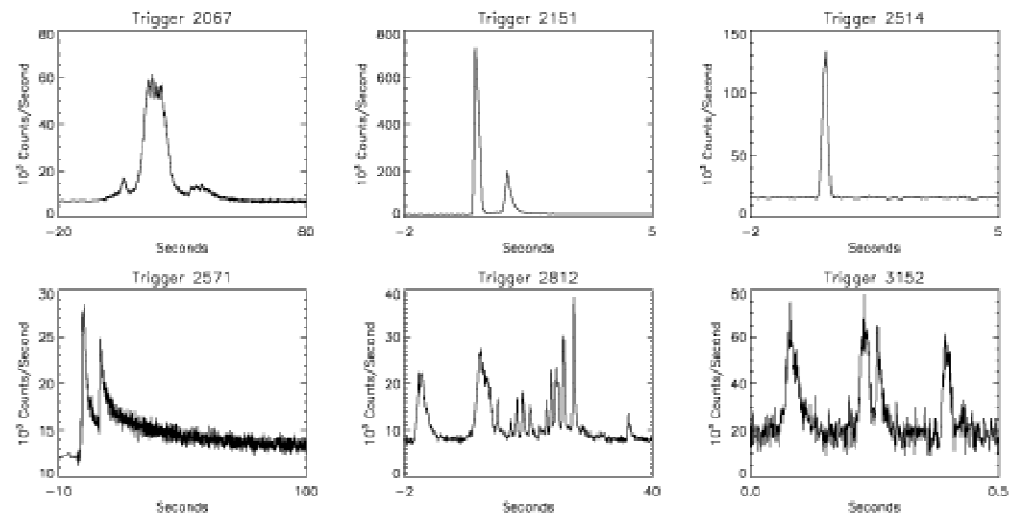 Trigger 2067
80
60
40
20
0
10³ Counts/Second
-20
80
Seconds
Trigger 2151
800
600
400
200
0
10³ Counts/Second
-2
5
Seconds
Trigger 2514
150
100
50
0
10³ Counts/Second
-2
5
Seconds
Trigger 2571
30
25
20
15
10
10³ Counts/Second
-10
100
Seconds
Trigger 2812
40
30
20
10
0
10³ Counts/Second
-2
40
Seconds
Trigger 3152
80
60
40
20
0
10³ Counts/Second
0.0
0.5
Seconds